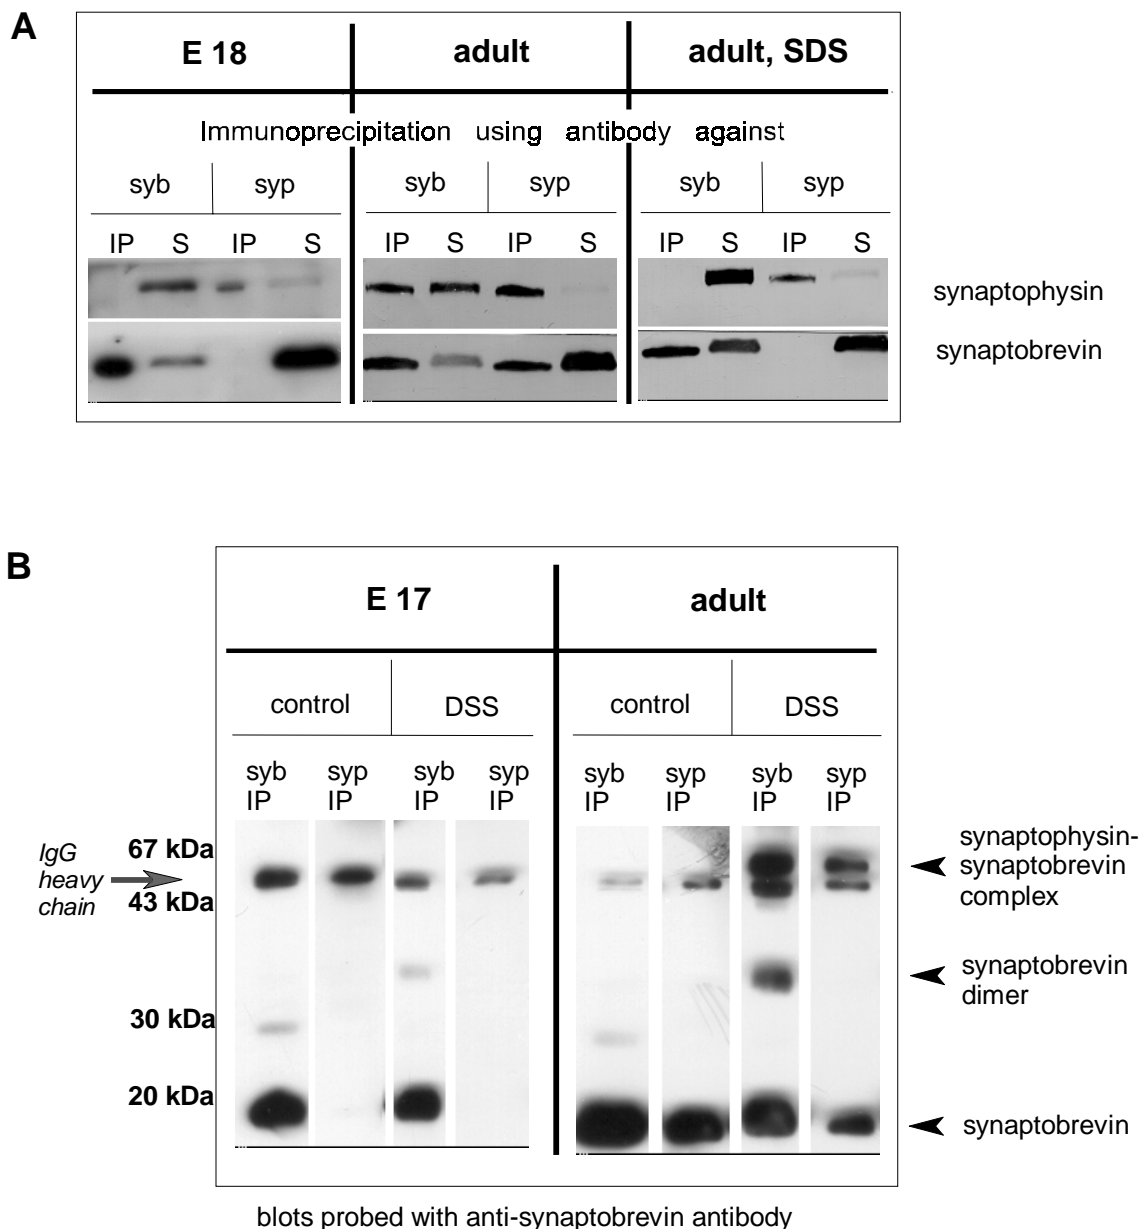 A
E 18 adult adult, SDS
Immunoprecipitation using antibody against
syb syp syb syp syb syp
IP S IP S IP S IP S IP S IP S
synaptophysin
synaptobrevin
B
E 17 adult
control DSS control DSS
syb syp syb syp syb syp syb syp
IP IP IP IP IP IP IP IP
IgG
heavy
chain
67 kDa
43 kDa
30 kDa
20 kDa
synaptophysin-
synaptobrevin
complex
synaptobrevin
dimer
synaptobrevin
blots probed with anti-synaptobrevin antibody